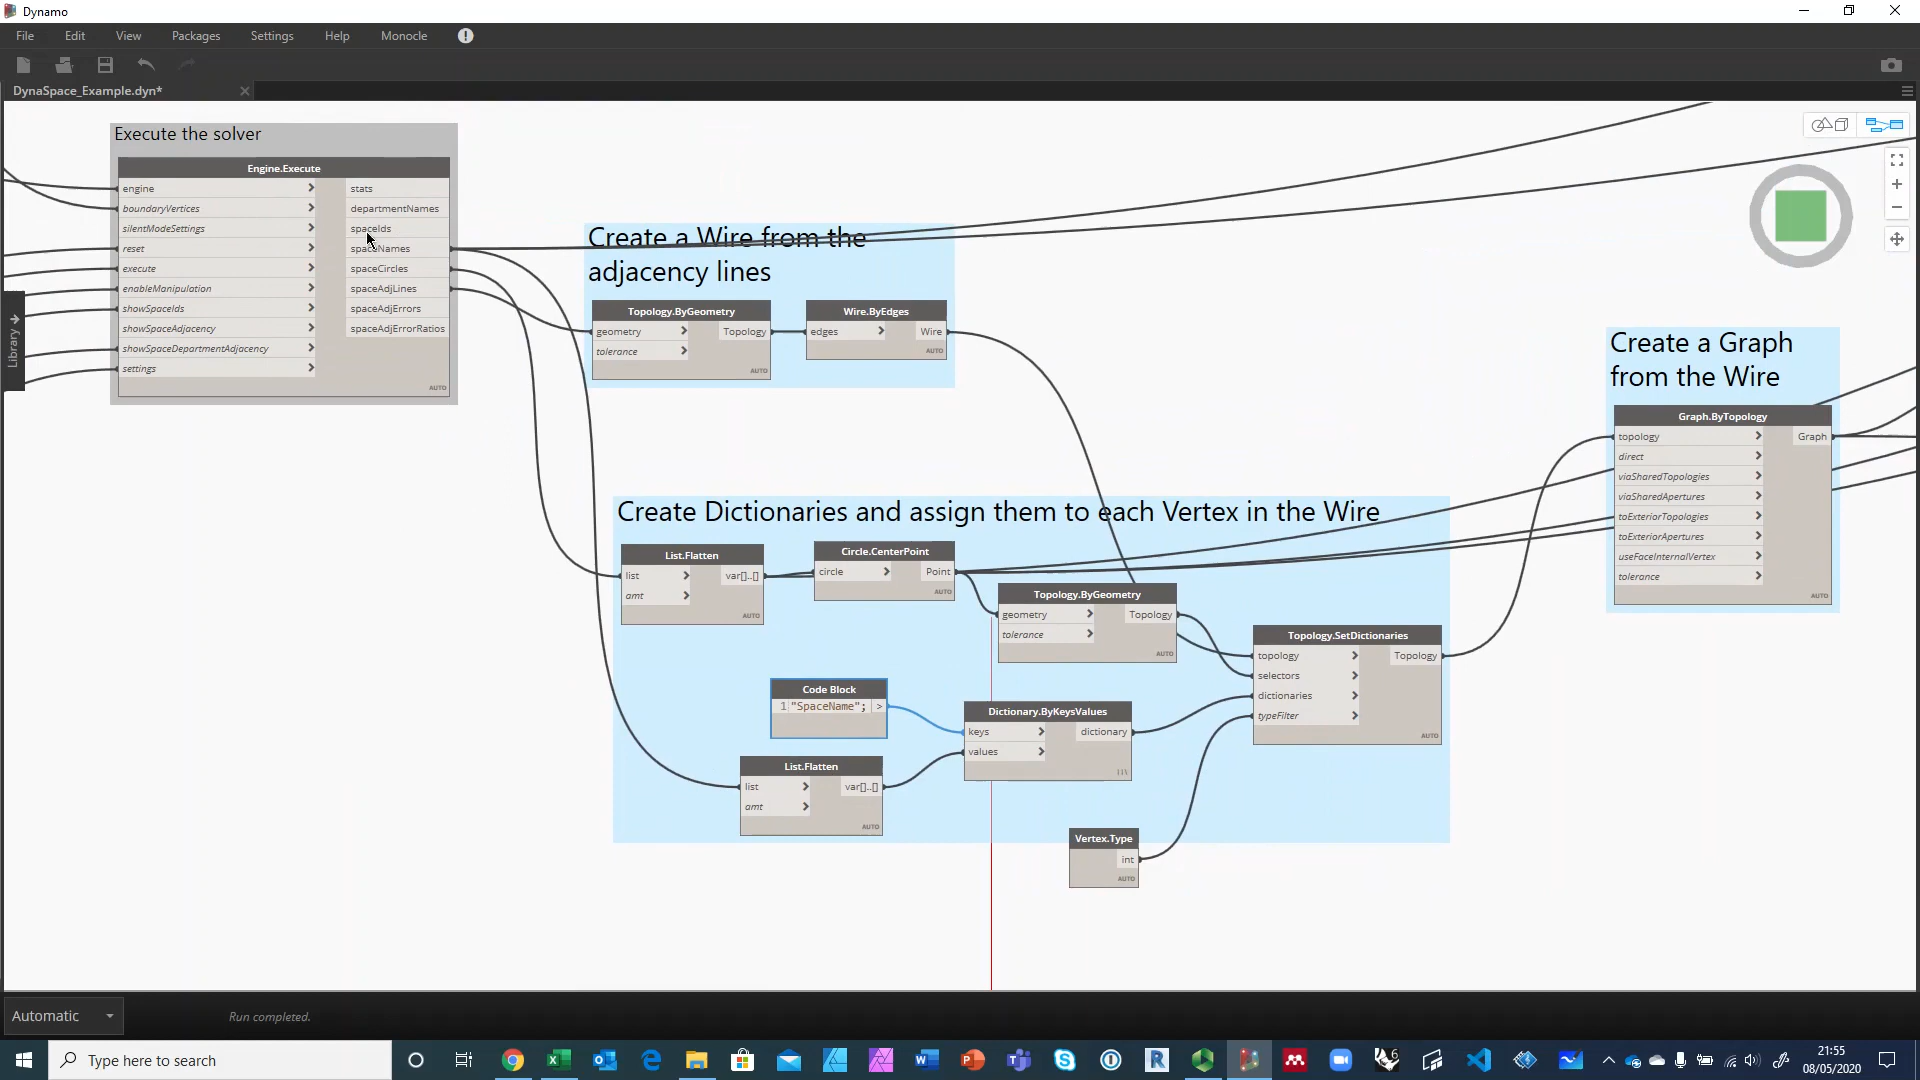 Dynamo
File Edit View Packages Settings Help Monocle
DynaSpace_Example.dyn*
Execute the solver
Engine.Execute
engine stats
boundaryVertices departmentNames
silentModeSettings spaceIds
reset spaceNames
execute spaceCircles
enableManipulation spaceAdjLines
showSpaceIds spaceAdjErrors
showSpaceAdjacency spaceAdjErrorRatios
showSpaceDepartmentAdjacency
settings
AUTO
Library
Create a Wire from the
adjacency lines
Topology.ByGeometry
geometry Topology
tolerance
AUTO
Wire.ByEdges
edges Wire
AUTO
Create a Graph
from the Wire
Graph.ByTopology
topology Graph
direct
viaSharedTopologies
viaSharedApertures
toExteriorTopologies
toExteriorApertures
useFaceInternalVertex
tolerance
AUTO
Create Dictionaries and assign them to each Vertex in the Wire
List.Flatten
list var[]..[]
amt
AUTO
Circle.CenterPoint
circle Point
AUTO
Topology.ByGeometry
geometry Topology
tolerance
AUTO
Topology.SetDictionaries
topology Topology
selectors
dictionaries
typeFilter
AUTO
Code Block
1 "SpaceName"; >
Dictionary.ByKeysValues
keys dictionary
values
List.Flatten
list var[]..[]
amt
AUTO
Vertex.Type
int
AUTO
Automatic
Run completed.
Type here to search
21:55
08/05/2020